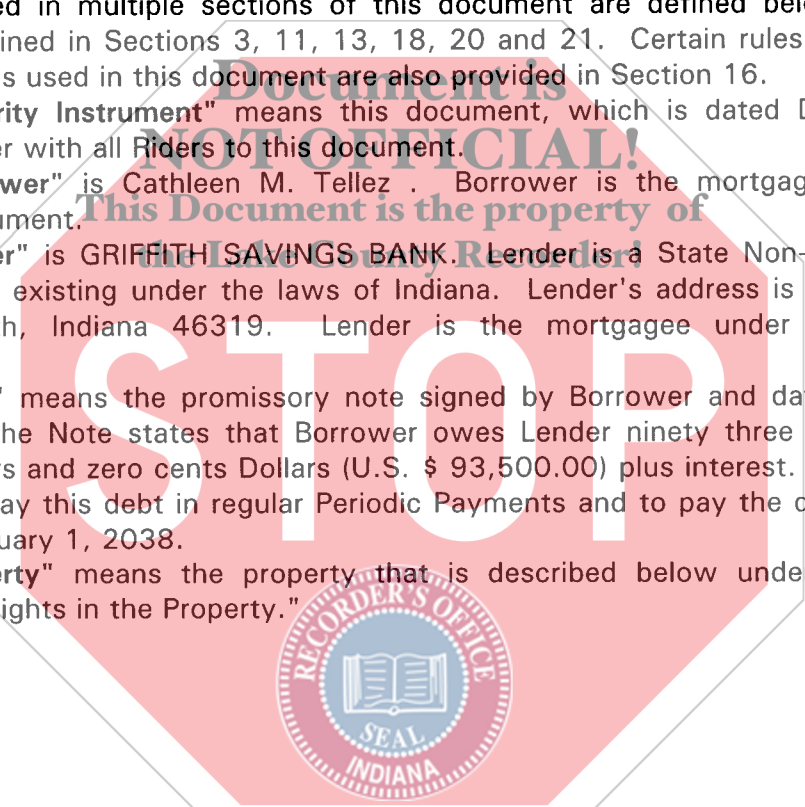 ed in multiple sections of this document are defined bel
ined in Sections 3, 11, 13, 18, 20 and 21. Certain rules
s used in this document are also provided in Section 16.
Document is
rity Instrument" means this document, which is dated D
NOT OFFICIAL!
er with all Riders to this document.
wer" is Cathleen M. Tellez . Borrower is the mortgag
This Document is the property of
ument.
the Lake County Recorder!
er" is GRIFFITH SAVINGS BANK. Lender is a State Non-
existing under the laws of Indiana. Lender's address is
th, Indiana 46319. Lender is the mortgagee under
STOP
" means the promissory note signed by Borrower and da
he Note states that Borrower owes Lender ninety three
rs and zero cents Dollars (U.S. $ 93,500.00) plus interest.
ay this debt in regular Periodic Payments and to pay the
uary 1, 2038.
erty" means the property that is described below unde
ights in the Property."
RECORDER'S OFFICE
SEAL
INDIANA